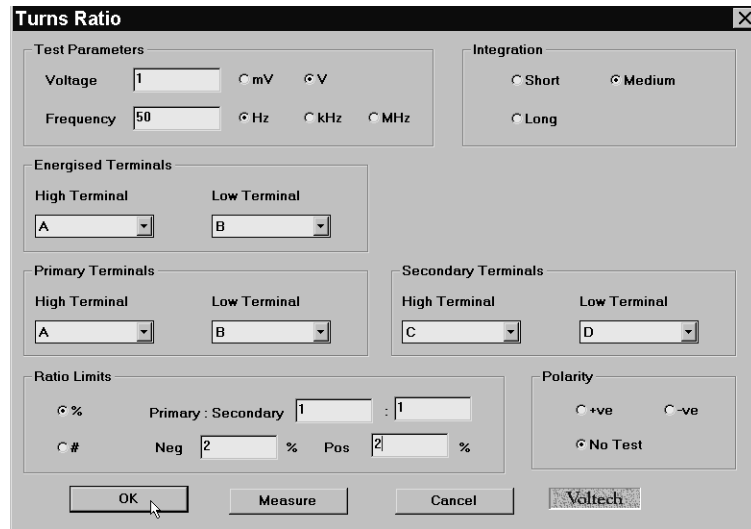 Turns Ratio
Test Parameters
Voltage 1 mV V
Frequency 50 Hz kHz MHz
Integration
Short Medium
Long
Energised Terminals
High Terminal Low Terminal
A B
Primary Terminals
High Terminal Low Terminal
A B
Secondary Terminals
High Terminal Low Terminal
C D
Ratio Limits
% Primary : Secondary 1 : 1
# Neg 2 % Pos 2 %
Polarity
+ve -ve
No Test
OK Measure Cancel Voltech